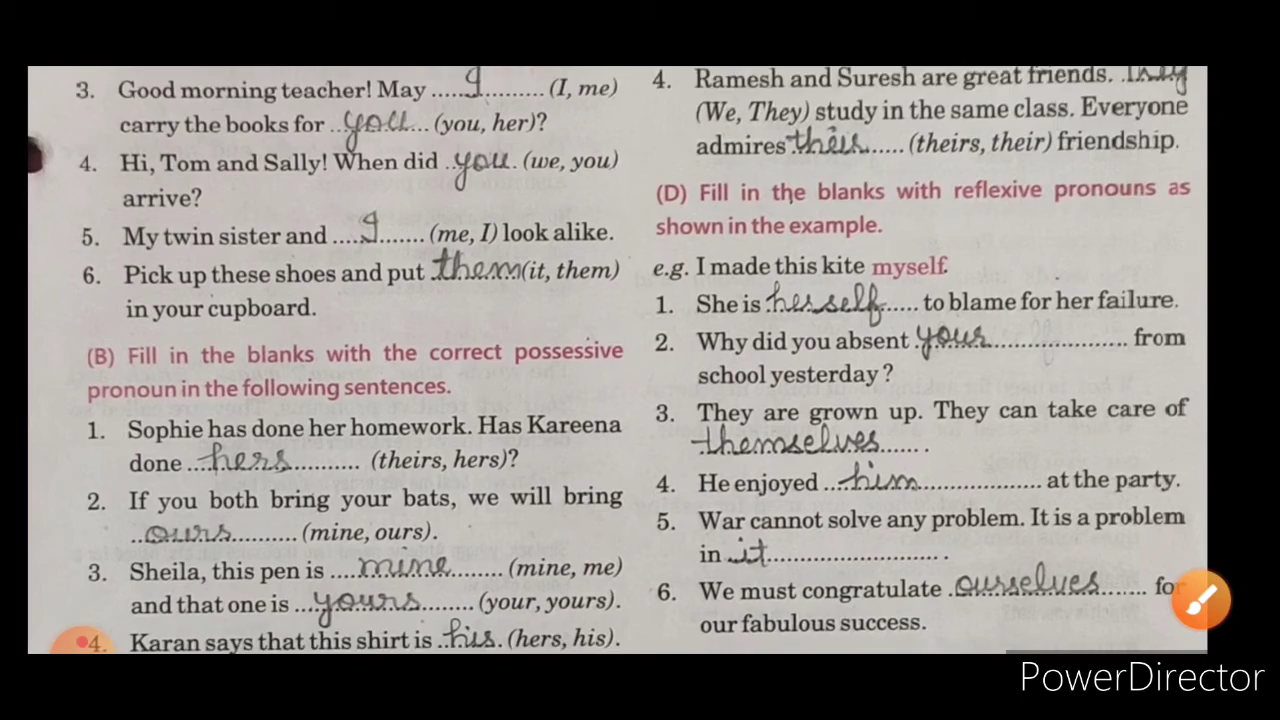 3. Good morning teacher! May ......I.......... (I, me)
carry the books for ..you... (you, her)?
4. Hi, Tom and Sally! When did ..you. (we, you)
arrive?
5. My twin sister and ....I....... (me, I) look alike.
6. Pick up these shoes and put ..them...(it, them)
in your cupboard.
(B) Fill in the blanks with the correct possessive
pronoun in the following sentences.
1. Sophie has done her homework. Has Kareena
done ....hers........... (theirs, hers)?
2. If you both bring your bats, we will bring
..ours.......... (mine, ours).
3. Sheila, this pen is .....mine....... (mine, me)
and that one is ....yours........ (your, yours).
4. Karan says that this shirt is ..his. (hers, his).
4. Ramesh and Suresh are great friends. .They
(We, They) study in the same class. Everyone
admires their...... (theirs, their) friendship.
(D) Fill in the blanks with reflexive pronouns as
shown in the example.
e.g. I made this kite myself.
1. She is herself..... to blame for her failure.
2. Why did you absent .your.................... from
school yesterday?
3. They are grown up. They can take care of
themselves...... .
4. He enjoyed ...him.................. at the party.
5. War cannot solve any problem. It is a problem
in ..it.......................... .
6. We must congratulate .ourselves....... for
our fabulous success.
PowerDirector